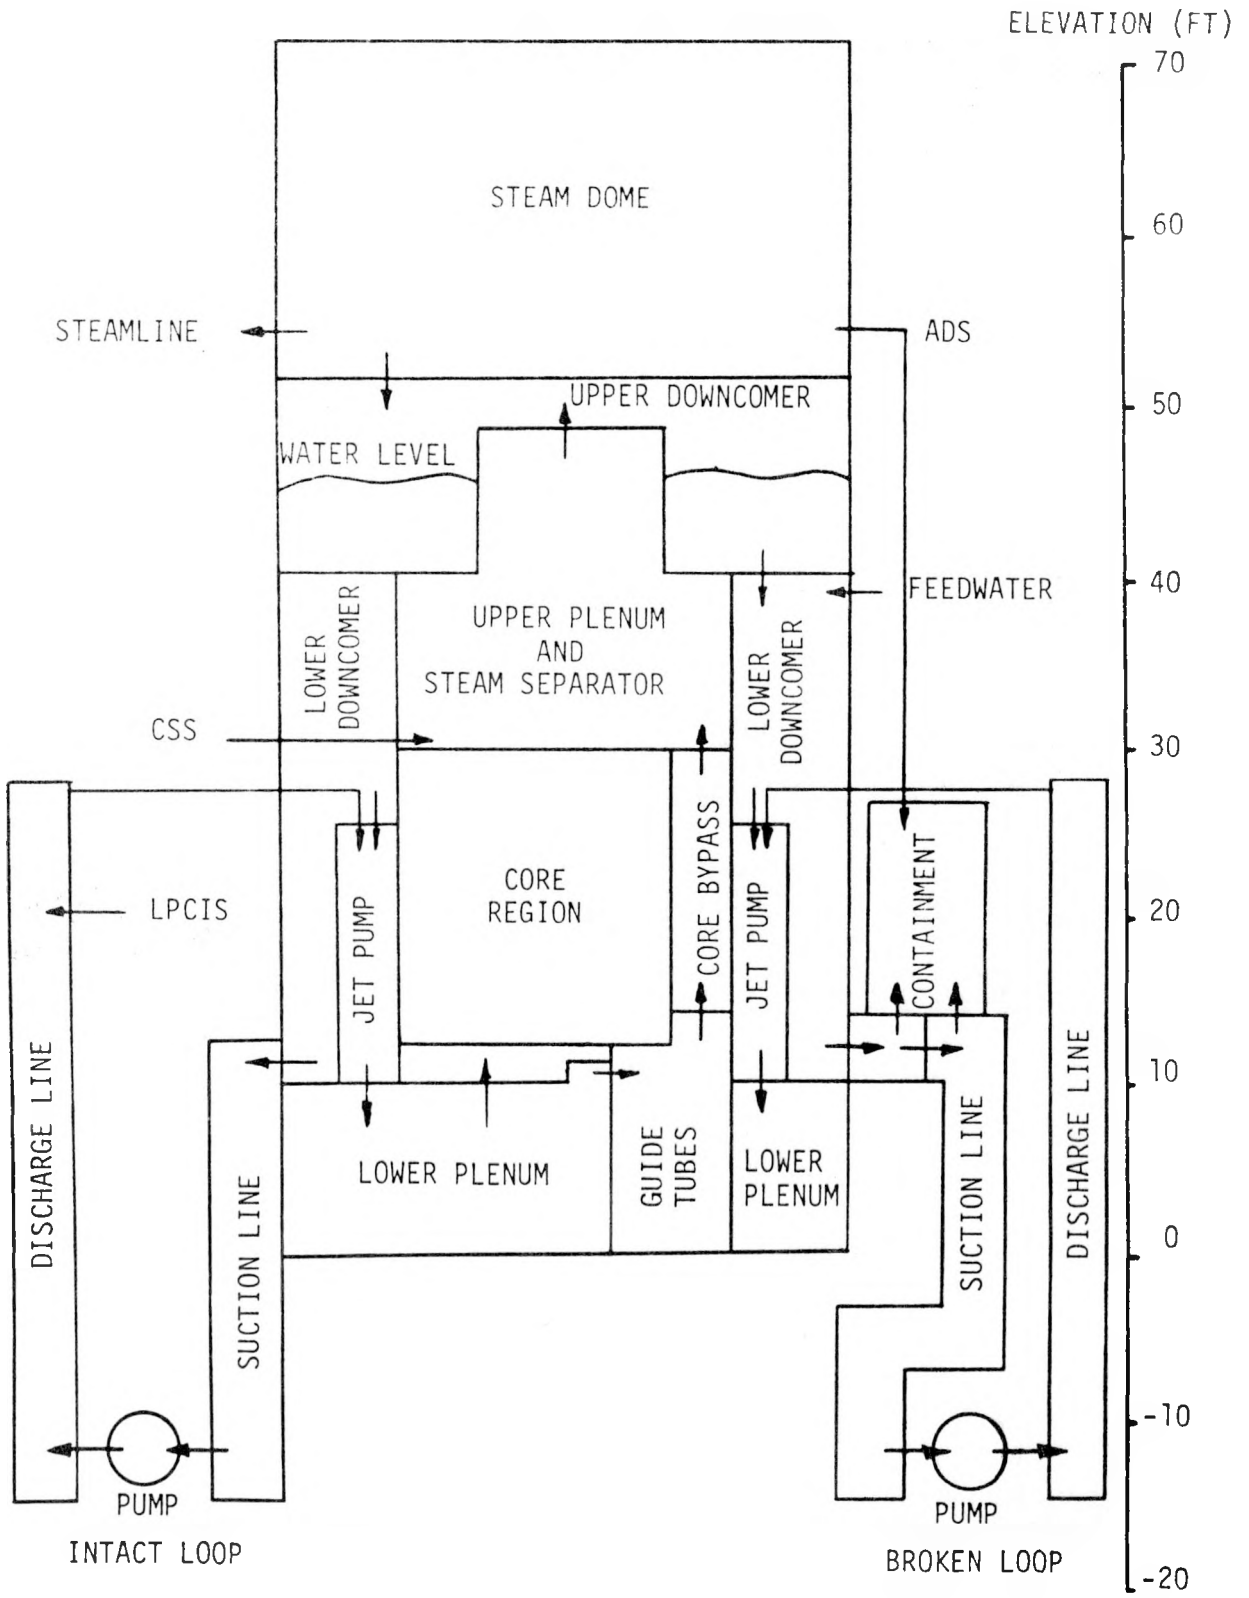 ELEVATION (FT)
70
STEAM DOME
60
STEAMLINE
ADS
50
UPPER DOWNCOMER
WATER LEVEL
40
FEEDWATER
LOWER
DOWNCOMER
UPPER PLENUM
AND
STEAM SEPARATOR
LOWER
DOWNCOMER
CSS
30
CORE BYPASS
CORE
REGION
CONTAINMENT
LPCIS
20
JET PUMP
JET PUMP
10
DISCHARGE LINE
SUCTION LINE
LOWER PLENUM
GUIDE
TUBES
LOWER
PLENUM
SUCTION LINE
DISCHARGE LINE
0
-10
PUMP
INTACT LOOP
PUMP
BROKEN LOOP
-20